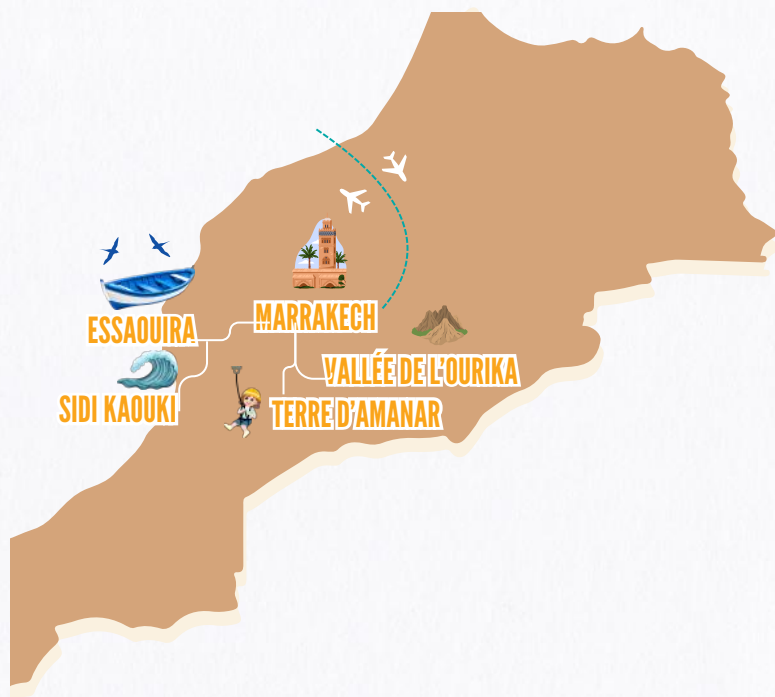 MARRAKECH
ESSAOUIRA
VALLÉE DE L'OURIKA
SIDI KAOUKI
TERRE D'AMANAR